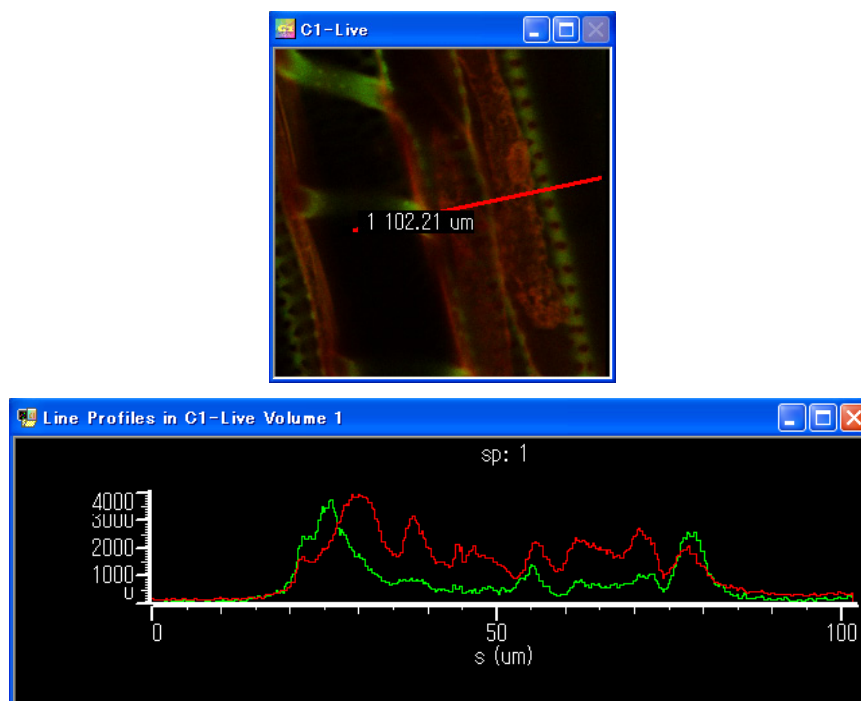 C1-Live
1 102.21 um
Line Profiles in C1-Live Volume 1
sp: 1
4000
3000
2000
1000
0
0 50 100
s (um)